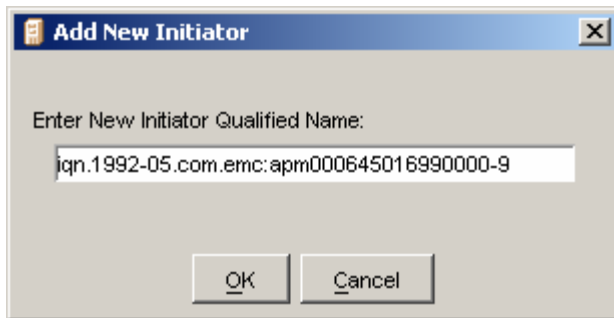 Add New Initiator
Enter New Initiator Qualified Name:
iqn.1992-05.com.emc:apm000645016990000-9
OK
Cancel